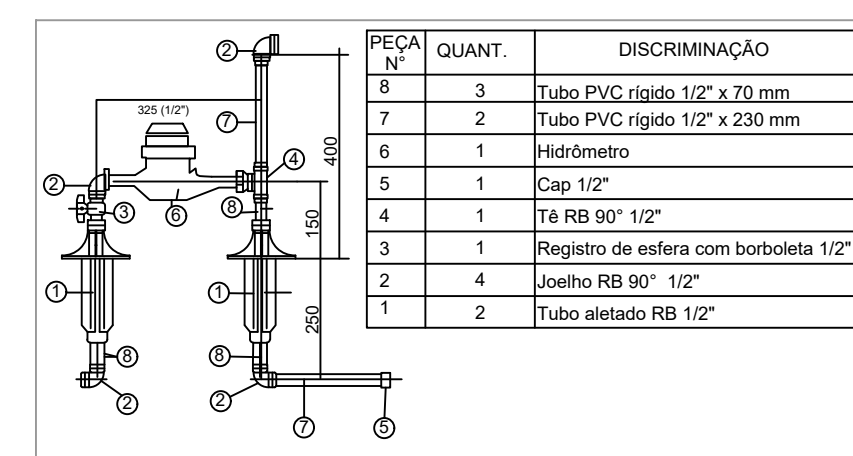 PEÇA N° QUANT. DISCRIMINAÇÃO
8 3 Tubo PVC rígido 1/2" x 70 mm
7 2 Tubo PVC rígido 1/2" x 230 mm
6 1 Hidrômetro
5 1 Cap 1/2"
4 1 Tê RB 90° 1/2"
3 1 Registro de esfera com borboleta 1/2"
2 4 Joelho RB 90° 1/2"
1 2 Tubo aletado RB 1/2"
2
325 (1/2")
7
400
4
2
3
6
8
150
1
1
250
8
8
2
2
7
5